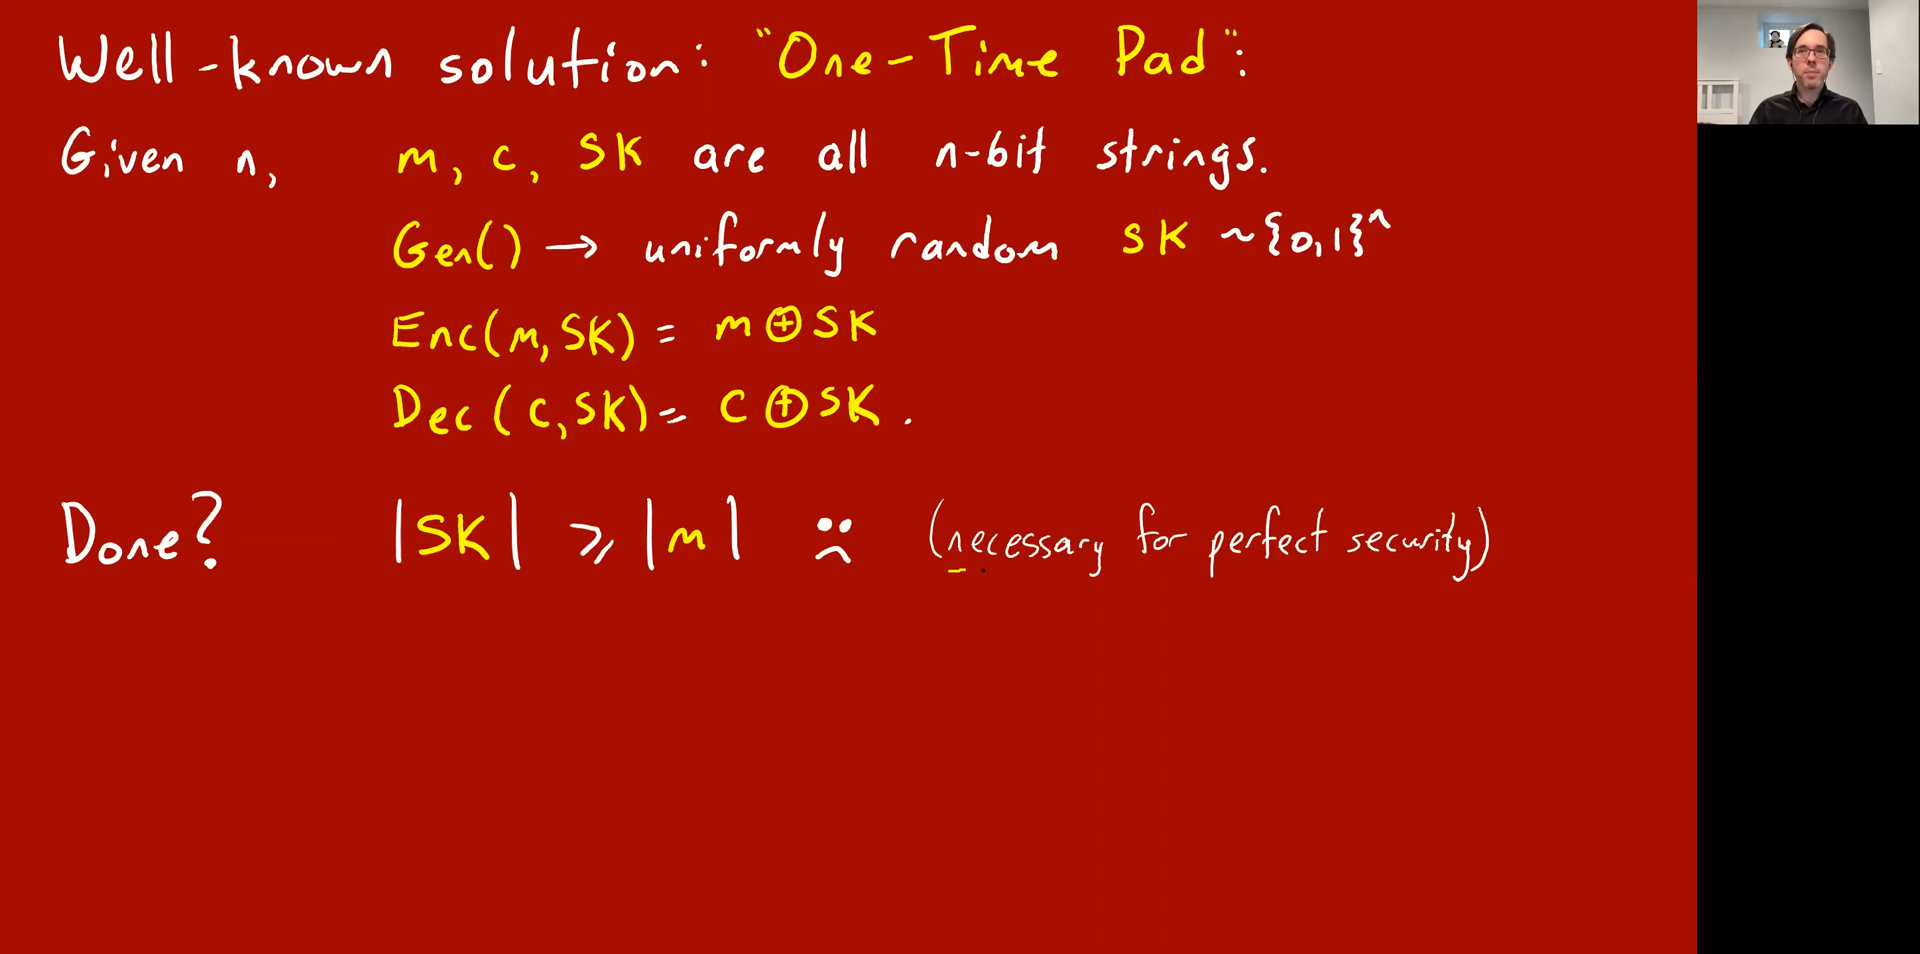 Well-known solution: "One-Time Pad":
Given n, m, c, SK are all n-bit strings.
Gen() → uniformly random SK ~{0,1}ⁿ
Enc(m, SK) = m ⊕ SK
Dec(c, SK) = c ⊕ SK.
Done? |SK| ⩾ |m| ☹ (necessary for perfect security)